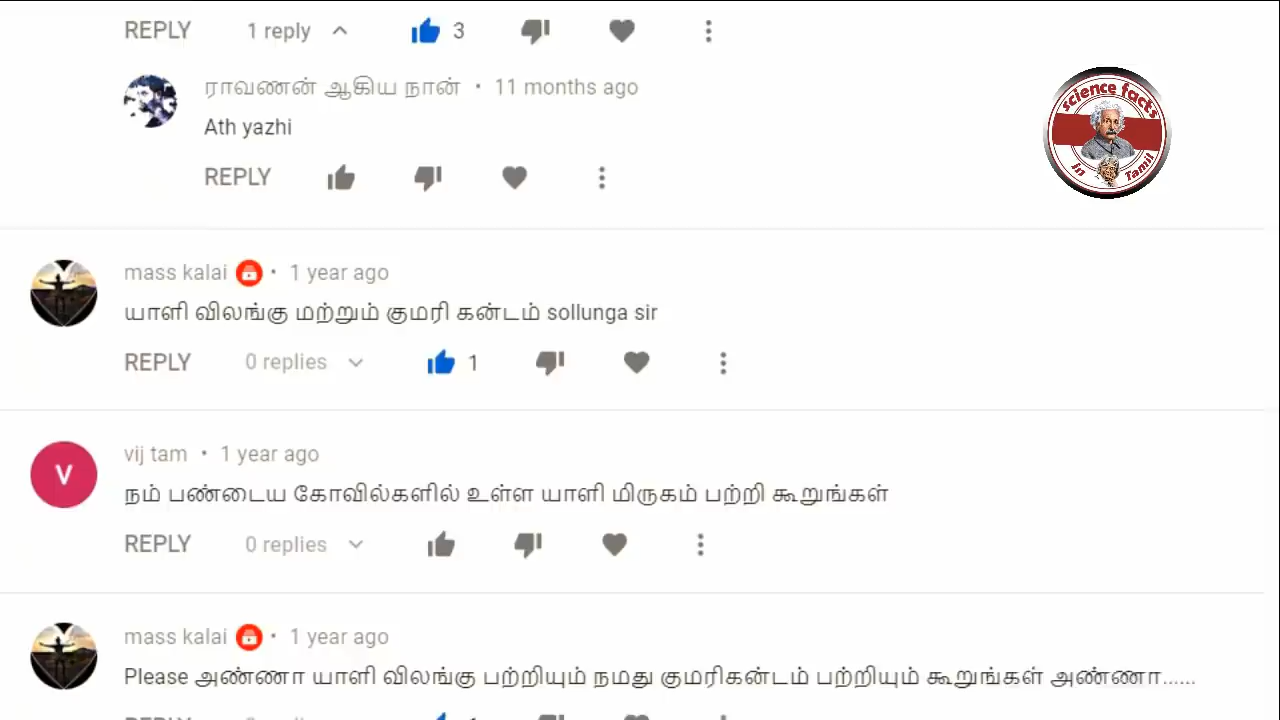 REPLY 1 reply 3
ராவணன் ஆகிய நான் • 11 months ago
Ath yazhi
REPLY
science facts
in Tamil
mass kalai • 1 year ago
யாளி விலங்கு மற்றும் குமரி கன்டம் sollunga sir
REPLY 0 replies 1
V
vij tam • 1 year ago
நம் பண்டைய கோவில்களில் உள்ள யாளி மிருகம் பற்றி கூறுங்கள்
REPLY 0 replies
mass kalai • 1 year ago
Please அண்ணா யாளி விலங்கு பற்றியும் நமது குமரிகன்டம் பற்றியும் கூறுங்கள் அண்ணா......